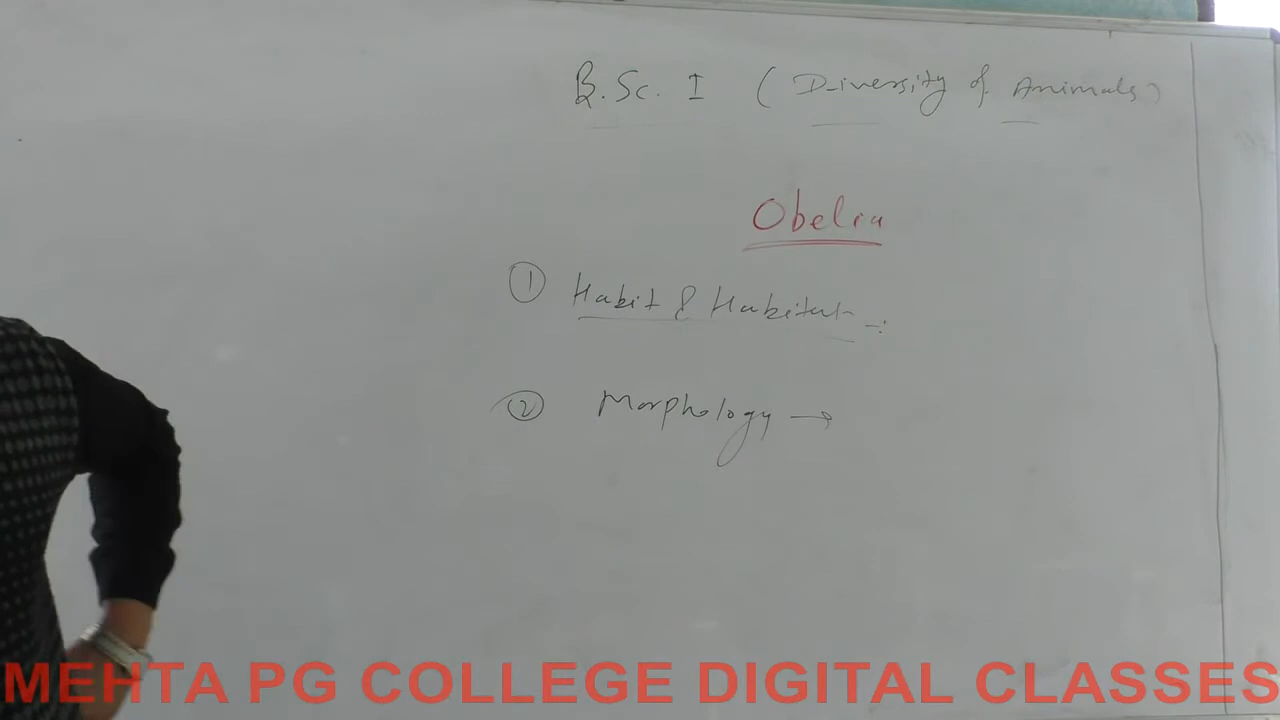 B.Sc. I (Diversity of Animals)
Obelia
① Habit & Habitat -:
② Morphology →
MEHTA PG COLLEGE DIGITAL CLASSES